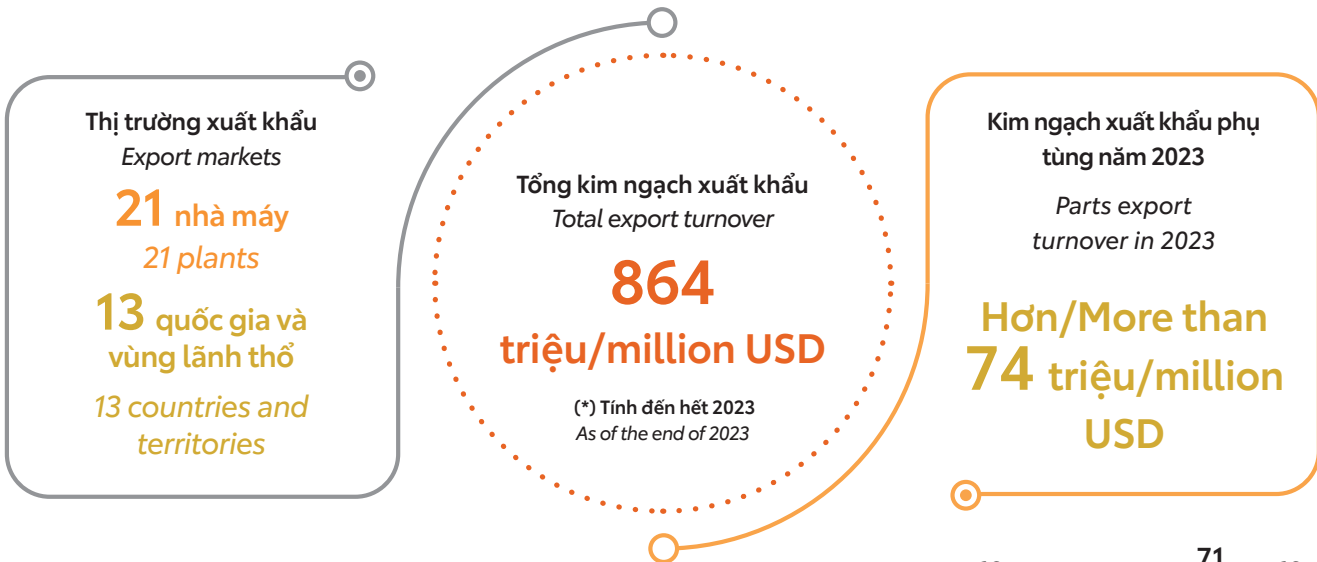 Thị trường xuất khẩu
Export markets
21 nhà máy
21 plants
13 quốc gia và
vùng lãnh thổ
13 countries and
territories
Tổng kim ngạch xuất khẩu
Total export turnover
864
triệu/million USD
(*) Tính đến hết 2023
As of the end of 2023
Kim ngạch xuất khẩu phụ
tùng năm 2023
Parts export
turnover in 2023
Hơn/More than
74 triệu/million
USD
71